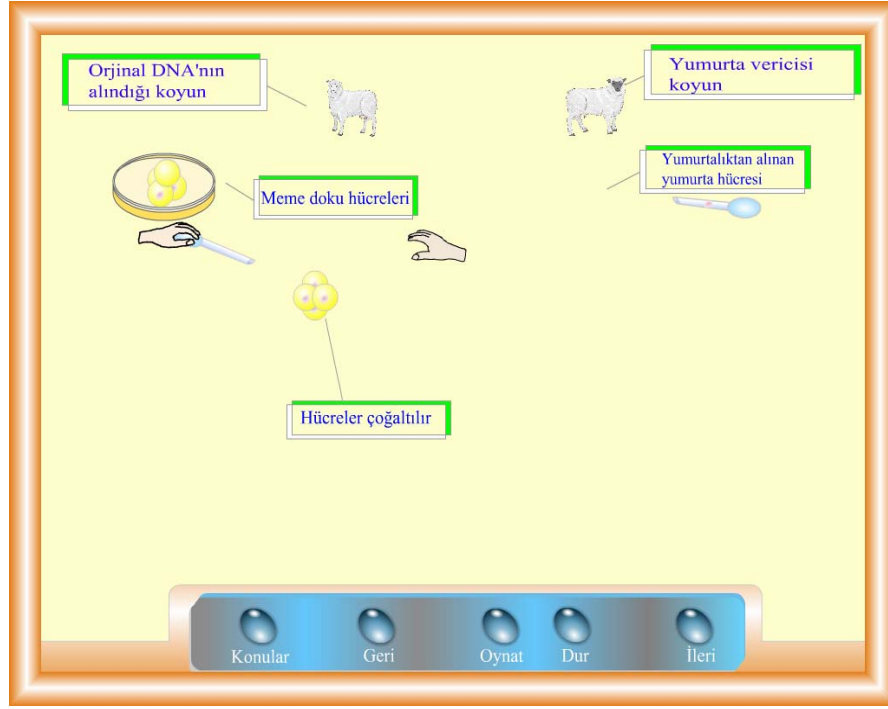 Orjinal DNA'nın
alındığı koyun
Yumurta vericisi
koyun
Yumurtalıktan alınan
yumurta hücresi
Meme doku hücreleri
Hücreler çoğaltılır
Konular
Geri
Oynat
Dur
İleri